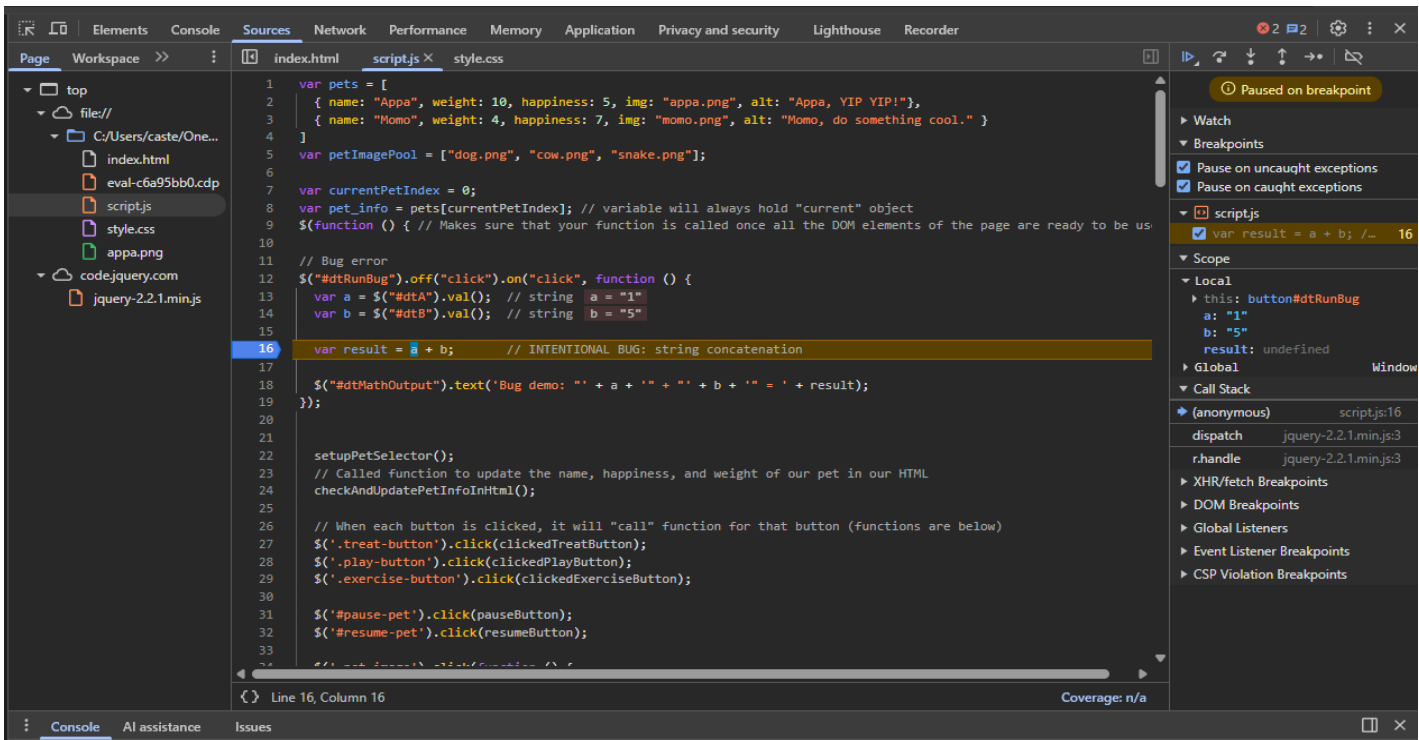 Elements Console Sources Network Performance Memory Application Privacy and security Lighthouse Recorder 2 2
Page Workspace
index.html script.js style.css
top
file://
C:/Users/caste/One...
index.html
eval-c6a95bb0.cdp
script.js
style.css
appa.png
code.jquery.com
jquery-2.2.1.min.js
1 var pets = [
2 { name: "Appa", weight: 10, happiness: 5, img: "appa.png", alt: "Appa, YIP YIP!"},
3 { name: "Momo", weight: 4, happiness: 7, img: "momo.png", alt: "Momo, do something cool." }
4 ]
5 var petImagePool = ["dog.png", "cow.png", "snake.png"];
6
7 var currentPetIndex = 0;
8 var pet_info = pets[currentPetIndex]; // variable will always hold "current" object
9 $(function () { // Makes sure that your function is called once all the DOM elements of the page are ready to be us
10
11 // Bug error
12 $("#dtRunBug").off("click").on("click", function () {
13 var a = $("#dtA").val(); // string a = "1"
14 var b = $("#dtB").val(); // string b = "5"
15
16 var result = a + b; // INTENTIONAL BUG: string concatenation
17
18 $("#dtMathOutput").text('Bug demo: "' + a + '" + "' + b + '" = ' + result);
19 });
20
21
22 setupPetSelector();
23 // Called function to update the name, happiness, and weight of our pet in our HTML
24 checkAndUpdatePetInfoInHtml();
25
26 // When each button is clicked, it will "call" function for that button (functions are below)
27 $('.treat-button').click(clickedTreatButton);
28 $('.play-button').click(clickedPlayButton);
29 $('.exercise-button').click(clickedExerciseButton);
30
31 $('#pause-pet').click(pauseButton);
32 $('#resume-pet').click(resumeButton);
33
{} Line 16, Column 16 Coverage: n/a
Paused on breakpoint
Watch
Breakpoints
Pause on uncaught exceptions
Pause on caught exceptions
script.js
var result = a + b; /… 16
Scope
Local
this: button#dtRunBug
a: "1"
b: "5"
result: undefined
Global Window
Call Stack
(anonymous) script.js:16
dispatch jquery-2.2.1.min.js:3
r.handle jquery-2.2.1.min.js:3
XHR/fetch Breakpoints
DOM Breakpoints
Global Listeners
Event Listener Breakpoints
CSP Violation Breakpoints
Console AI assistance Issues